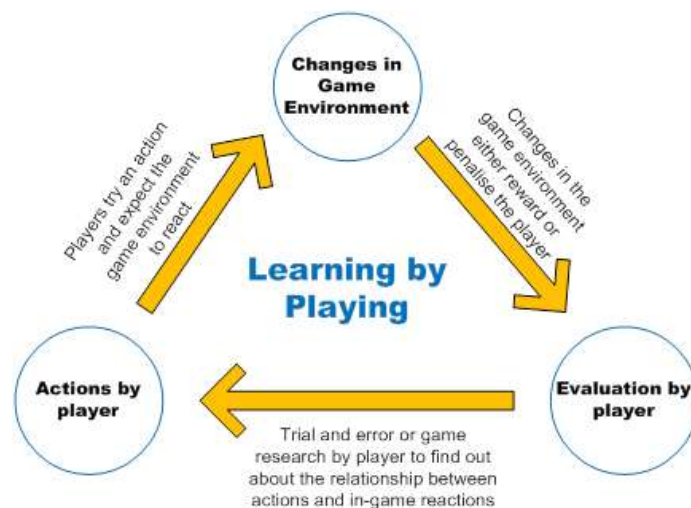 Changes in
Game
Environment
Players try an action
and expect the
game environment
to react
Changes in the
game environment
either reward or
penalise the player
Learning by
Playing
Actions by
player
Evaluation by
player
Trial and error or game
research by player to find out
about the relationship between
actions and in-game reactions